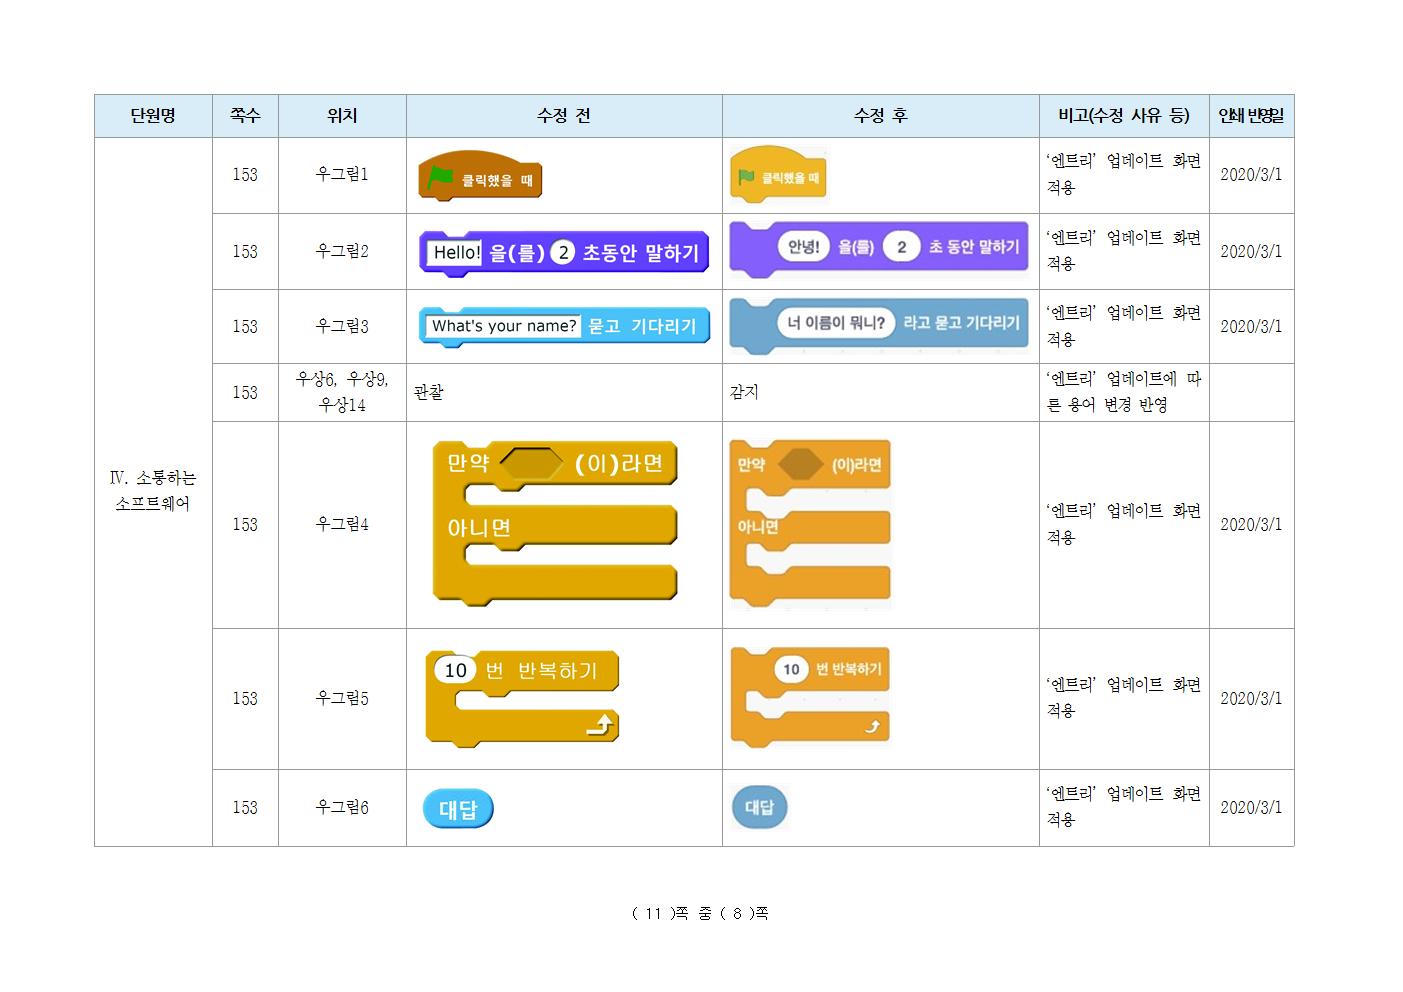 단원명 쪽수 위치 수정 전 수정 후 비고(수정 사유 등) 인쇄 반영일
153 우그림1 클릭했을 때 클릭했을 때 ‘엔트리’ 업데이트 화면
적용 2020/3/1
153 우그림2 Hello! 을(를) 2 초동안 말하기 안녕! 을(를) 2 초 동안 말하기 ‘엔트리’ 업데이트 화면
적용 2020/3/1
153 우그림3 What's your name? 묻고 기다리기 너 이름이 뭐니? 라고 묻고 기다리기 ‘엔트리’ 업데이트 화면
적용 2020/3/1
153 우상6, 우상9,
우상14 관찰 감지 ‘엔트리’ 업데이트에 따
른 용어 변경 반영
Ⅳ. 소통하는
소프트웨어
153 우그림4 만약 (이)라면
아니면
만약 (이)라면
아니면
‘엔트리’ 업데이트 화면
적용 2020/3/1
153 우그림5 10 번 반복하기 10 번 반복하기 ‘엔트리’ 업데이트 화면
적용 2020/3/1
153 우그림6 대답 대답 ‘엔트리’ 업데이트 화면
적용 2020/3/1
( 11 )쪽 중 ( 8 )쪽